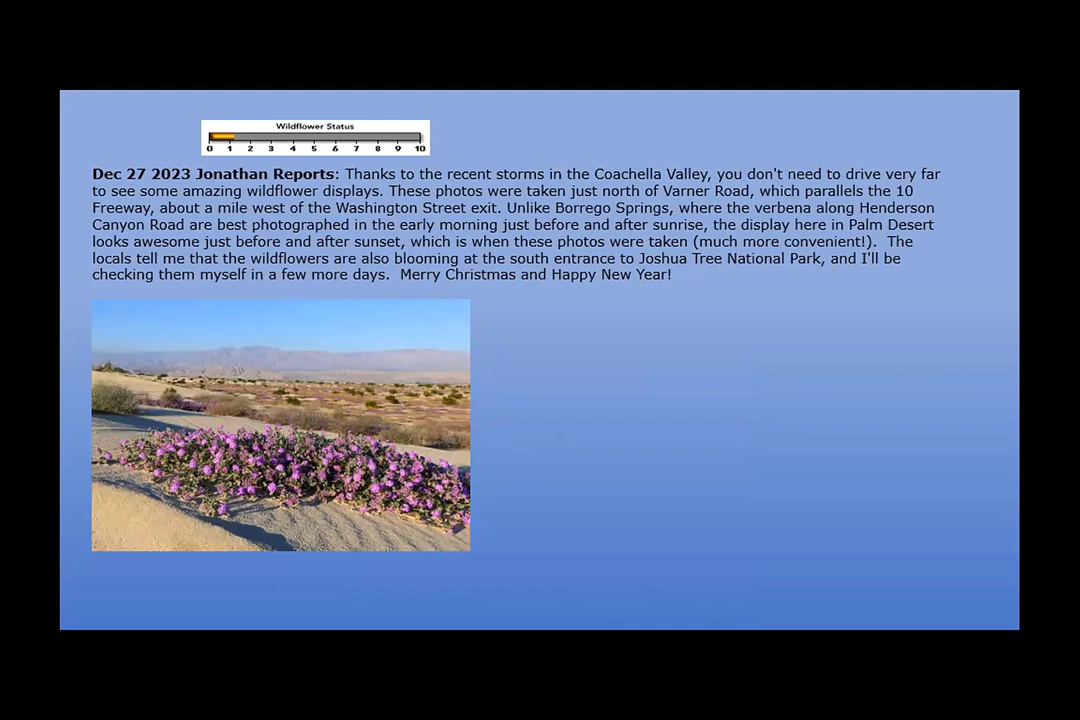 Wildflower Status
0 1 2 3 4 5 6 7 8 9 10
Dec 27 2023 Jonathan Reports: Thanks to the recent storms in the Coachella Valley, you don't need to drive very far
to see some amazing wildflower displays. These photos were taken just north of Varner Road, which parallels the 10
Freeway, about a mile west of the Washington Street exit. Unlike Borrego Springs, where the verbena along Henderson
Canyon Road are best photographed in the early morning just before and after sunrise, the display here in Palm Desert
looks awesome just before and after sunset, which is when these photos were taken (much more convenient!).  The
locals tell me that the wildflowers are also blooming at the south entrance to Joshua Tree National Park, and I'll be
checking them myself in a few more days.  Merry Christmas and Happy New Year!